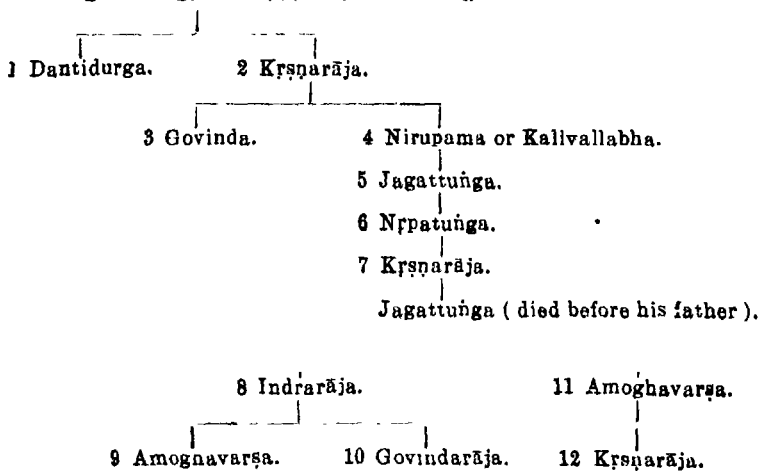 1 Dantidurga. 2 Kṛṣṇarāja.
3 Govinda. 4 Nirupama or Kalivallabha.
5 Jagattuṅga.
6 Nṛpatuṅga.
7 Kṛṣṇarāja.
Jagattuṅga ( died before his father ).
8 Indrarāja. 11 Amoghavarṣa.
9 Amoghavarṣa. 10 Govindarāja. 12 Kṛṣṇarāja.